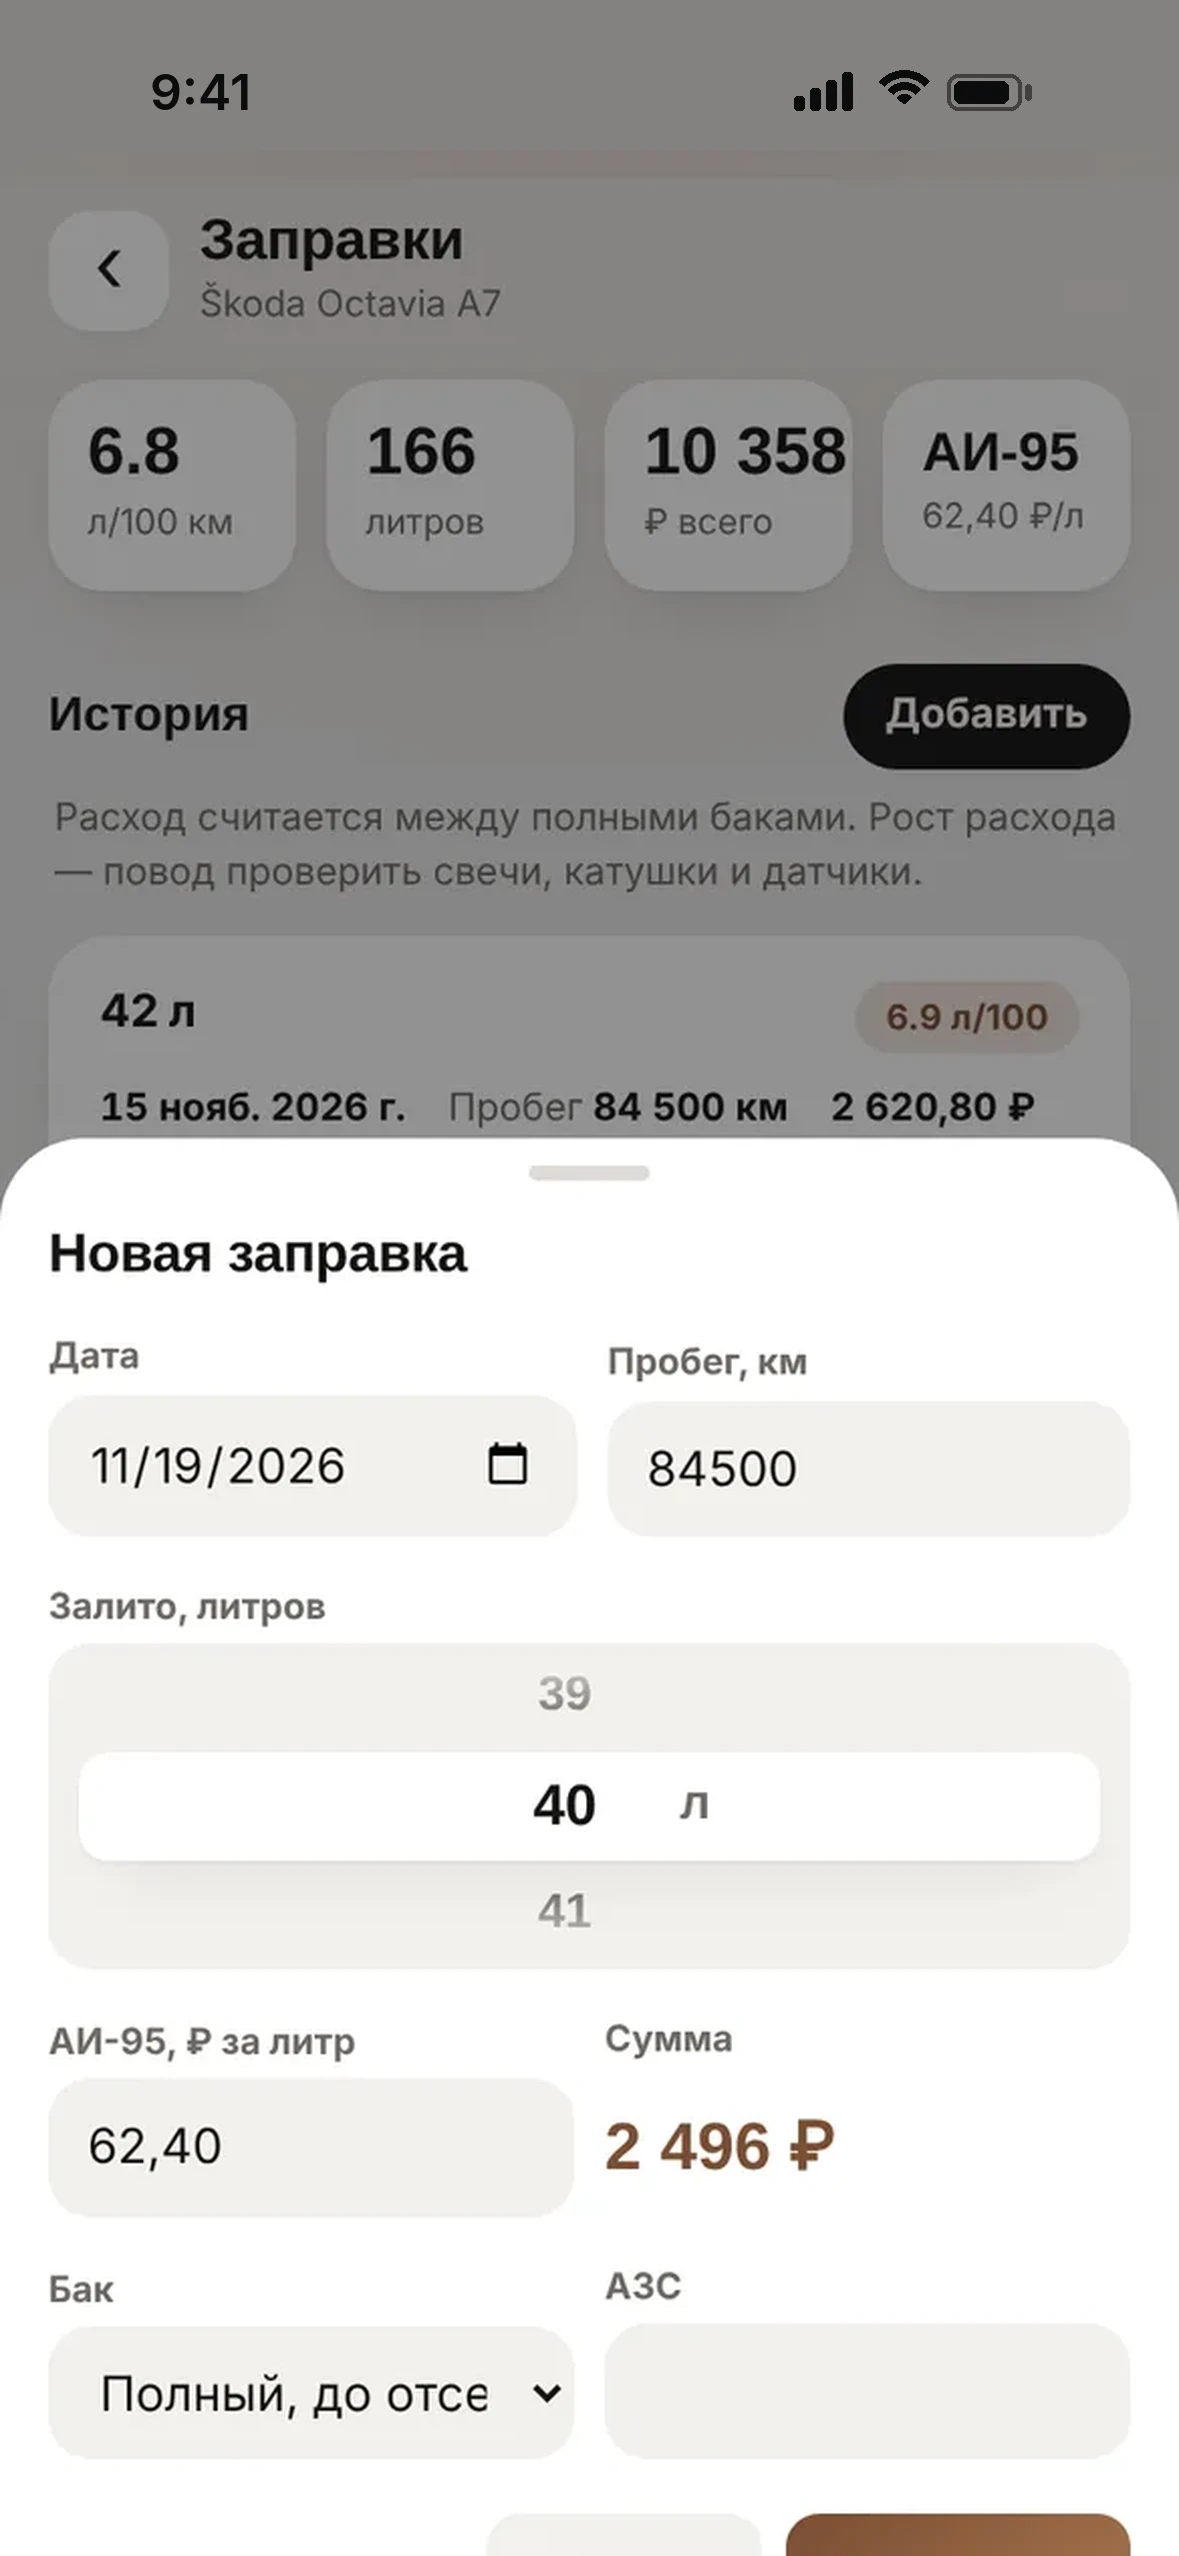 9:41
Заправки
Škoda Octavia A7
6.8
л/100 км
166
литров
10 358
₽ всего
АИ-95
62,40 ₽/л
История
Добавить
Расход считается между полными баками. Рост расхода
— повод проверить свечи, катушки и датчики.
42 л
6.9 л/100
15 нояб. 2026 г. Пробег 84 500 км 2 620,80 ₽
Новая заправка
Дата
Пробег, км
11/19/2026
84500
Залито, литров
39
40 л
41
АИ-95, ₽ за литр
Сумма
62,40
2 496 ₽
Бак
АЗС
Полный, до отсе